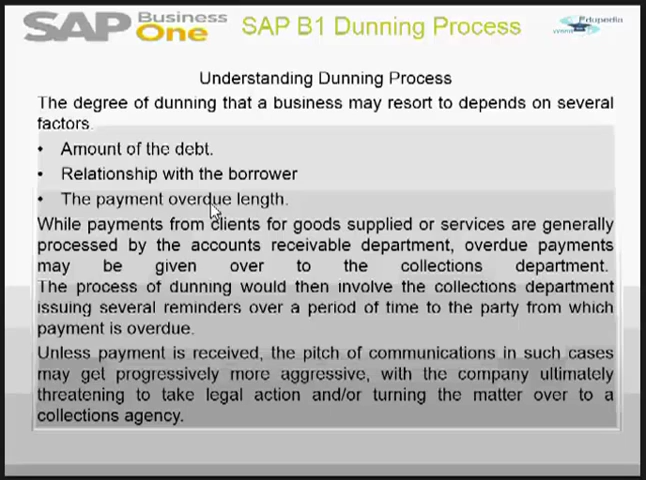 SAP Business One SAP B1 Dunning Process Edupedia
Understanding Dunning Process
The degree of dunning that a business may resort to depends on several
factors.
• Amount of the debt.
• Relationship with the borrower
• The payment overdue length.
While payments from clients for goods supplied or services are generally
processed by the accounts receivable department, overdue payments
may be given over to the collections department.
The process of dunning would then involve the collections department
issuing several reminders over a period of time to the party from which
payment is overdue.
Unless payment is received, the pitch of communications in such cases
may get progressively more aggressive, with the company ultimately
threatening to take legal action and/or turning the matter over to a
collections agency.